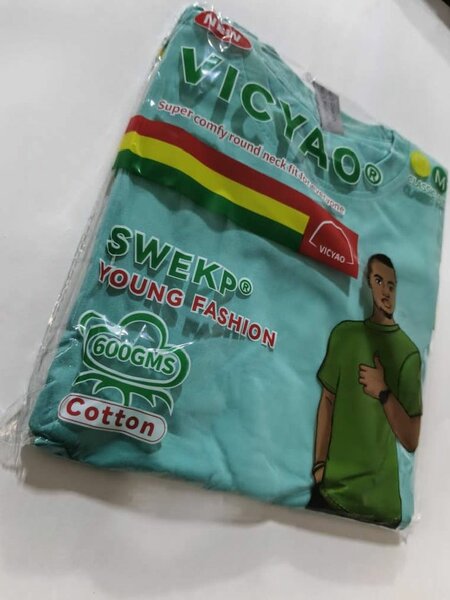 NEW
VICYAO®
Super comfy round neck fit for everyone!!!
M
VICYAO
SWEKP®
YOUNG FASHION
600GMS
Cotton